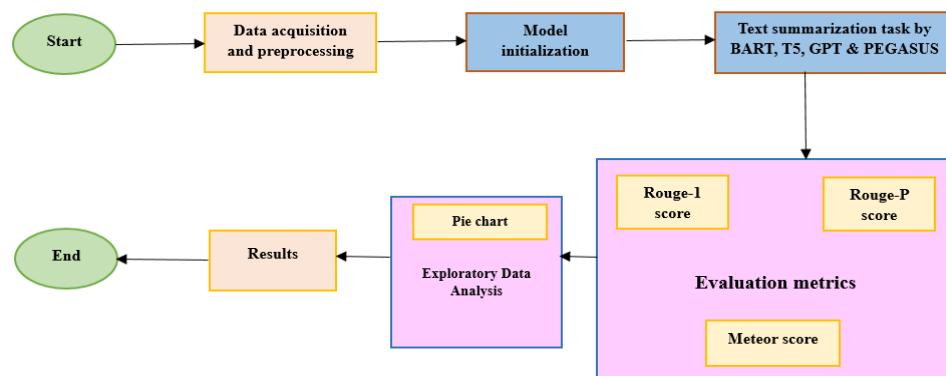 Start
Data acquisition
and preprocessing
Model
initialization
Text summarization task by
BART, T5, GPT & PEGASUS
Rouge-1
score
Rouge-P
score
Evaluation metrics
Meteor score
Pie chart
Exploratory Data
Analysis
Results
End